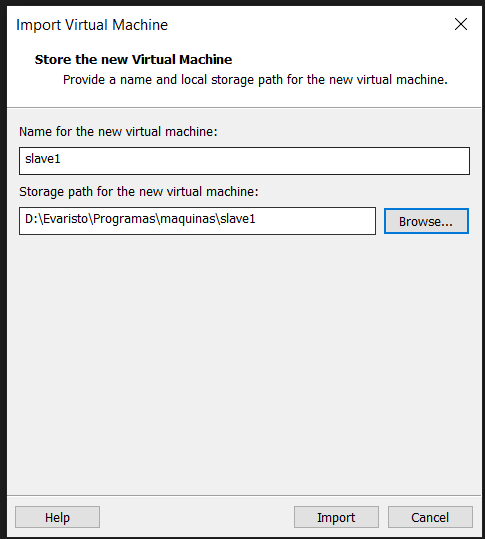 Import Virtual Machine
Store the new Virtual Machine
Provide a name and local storage path for the new virtual machine.
Name for the new virtual machine:
slave1
Storage path for the new virtual machine:
D:\Evaristo\Programas\maquinas\slave1
Browse...
Help
Import
Cancel